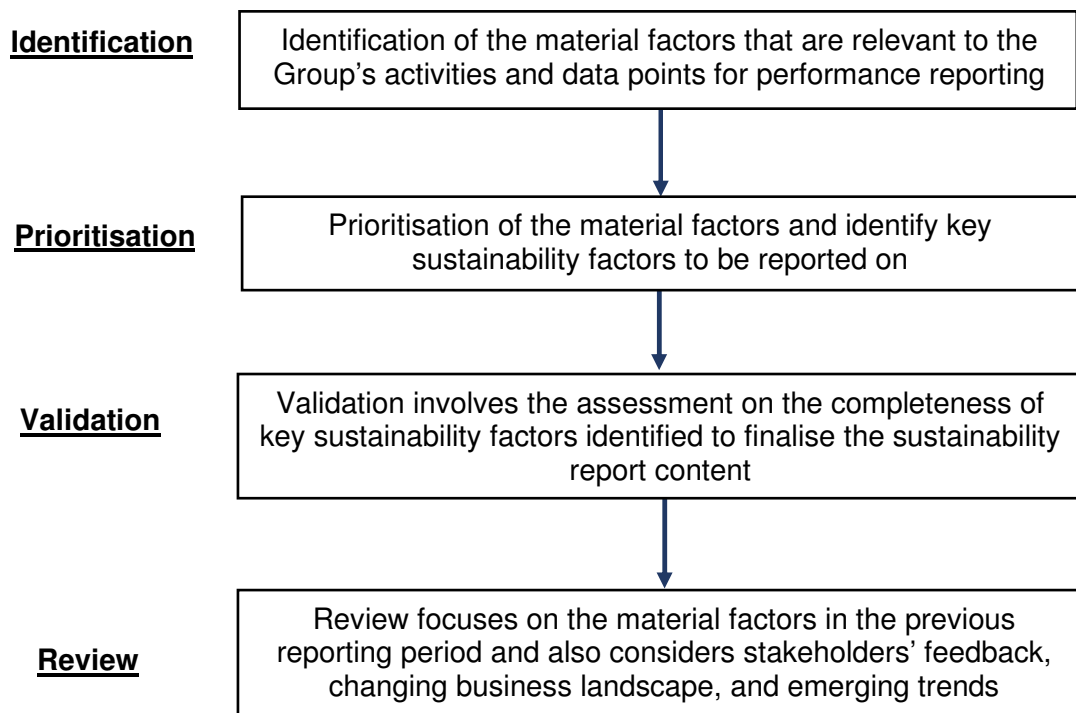 Identification
Identification of the material factors that are relevant to the
Group’s activities and data points for performance reporting
Prioritisation
Prioritisation of the material factors and identify key
sustainability factors to be reported on
Validation
Validation involves the assessment on the completeness of
key sustainability factors identified to finalise the sustainability
report content
Review
Review focuses on the material factors in the previous
reporting period and also considers stakeholders’ feedback,
changing business landscape, and emerging trends